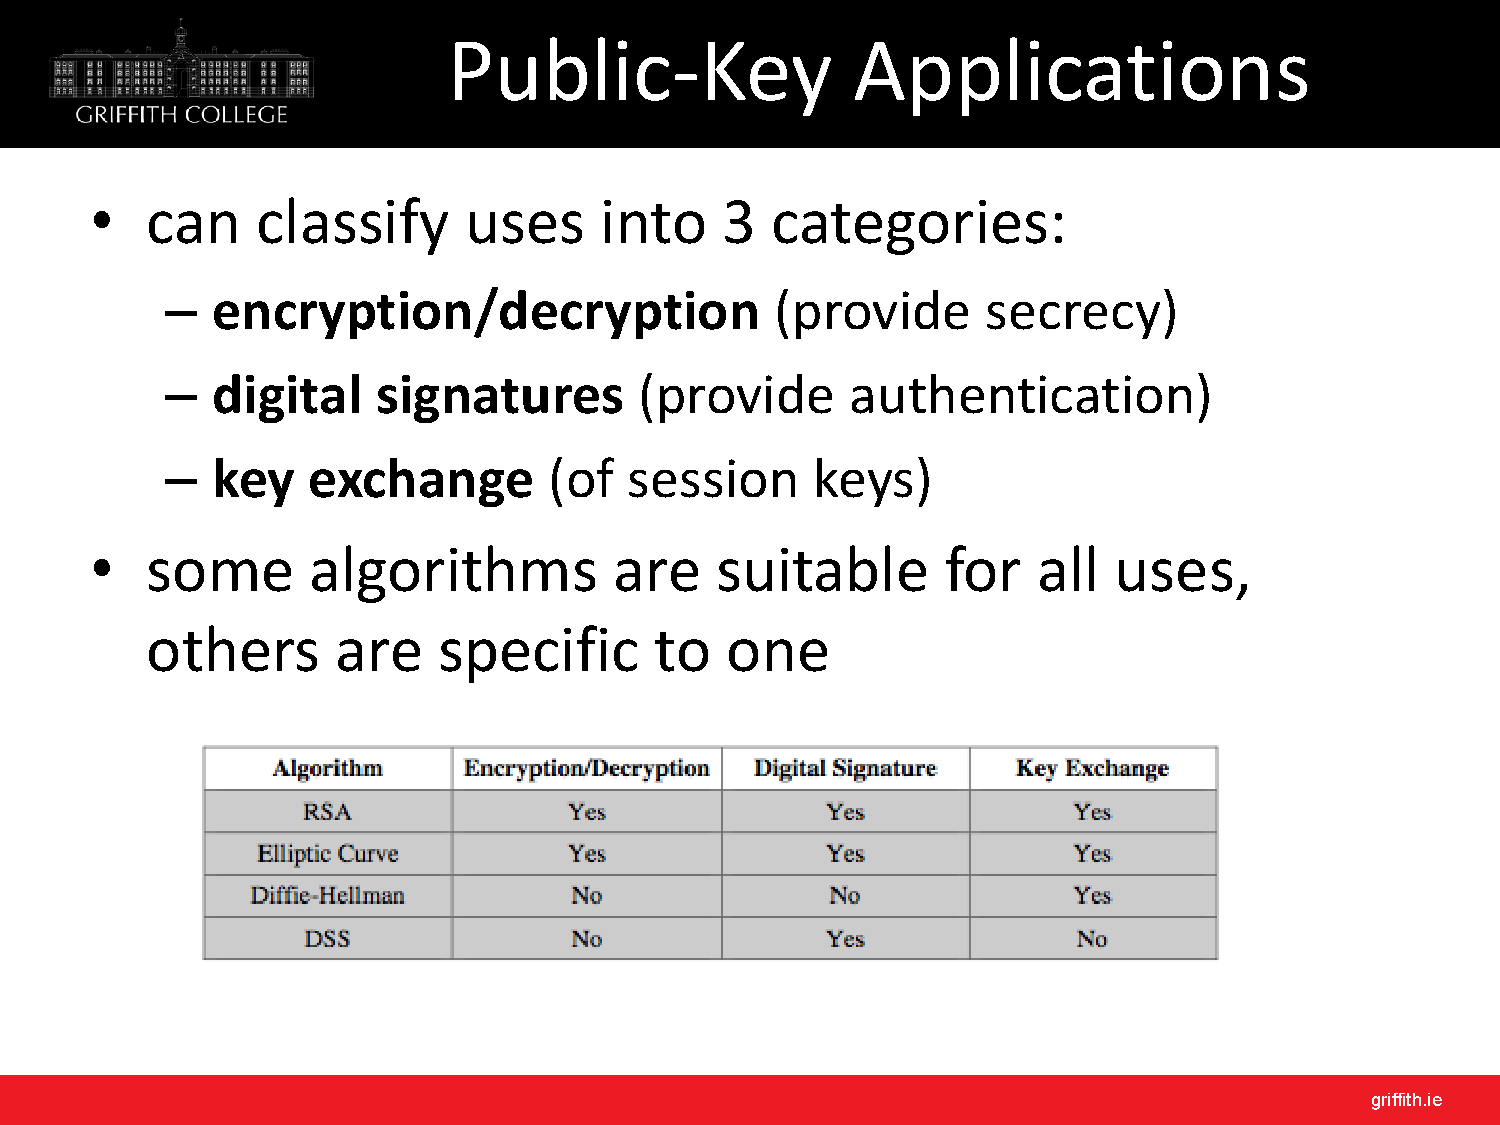 GRIFFITH COLLEGE
Public-Key Applications
• can classify uses into 3 categories:
– encryption/decryption (provide secrecy)
– digital signatures (provide authentication)
– key exchange (of session keys)
• some algorithms are suitable for all uses,
others are specific to one
Algorithm Encryption/Decryption Digital Signature Key Exchange
RSA Yes Yes Yes
Elliptic Curve Yes Yes Yes
Diffie-Hellman No No Yes
DSS No Yes No
griffith.ie